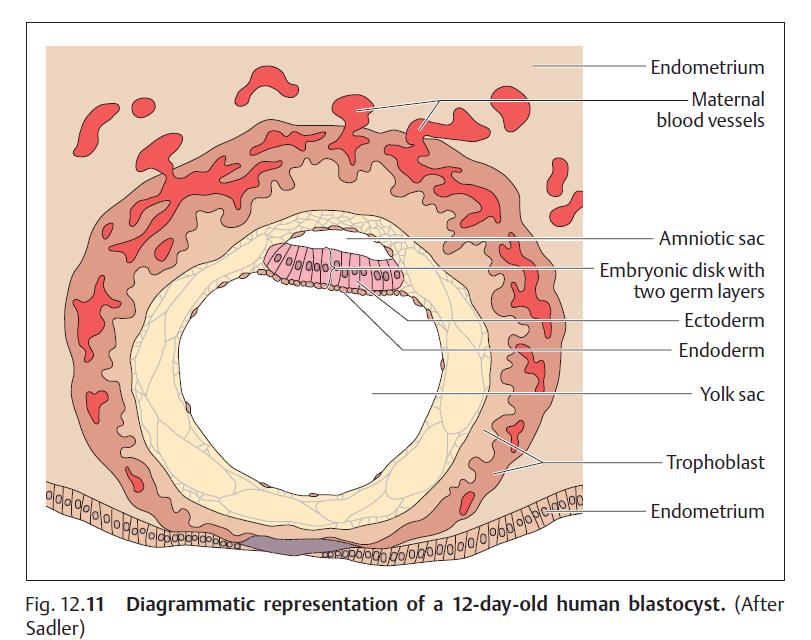 Endometrium
Maternal
blood vessels
Amniotic sac
Embryonic disk with
two germ layers
Ectoderm
Endoderm
Yolk sac
Trophoblast
Endometrium
Fig. 12.11 Diagrammatic representation of a 12-day-old human blastocyst. (After
Sadler)